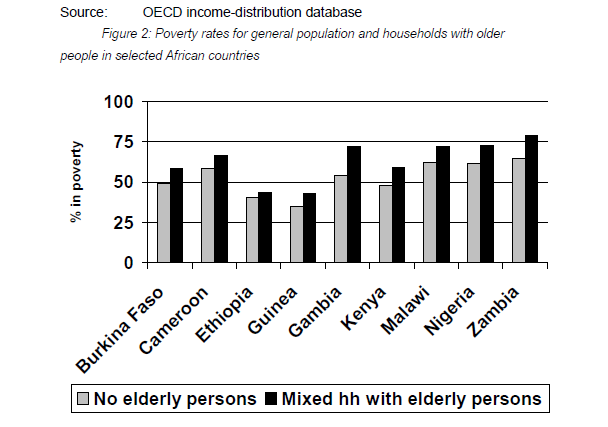 Source: OECD income-distribution database
Figure 2: Poverty rates for general population and households with older
people in selected African countries
100
75
50
25
0
% in poverty
Burkina Faso
Cameroon
Ethiopia
Guinea
Gambia
Kenya
Malawi
Nigeria
Zambia
No elderly persons
Mixed hh with elderly persons